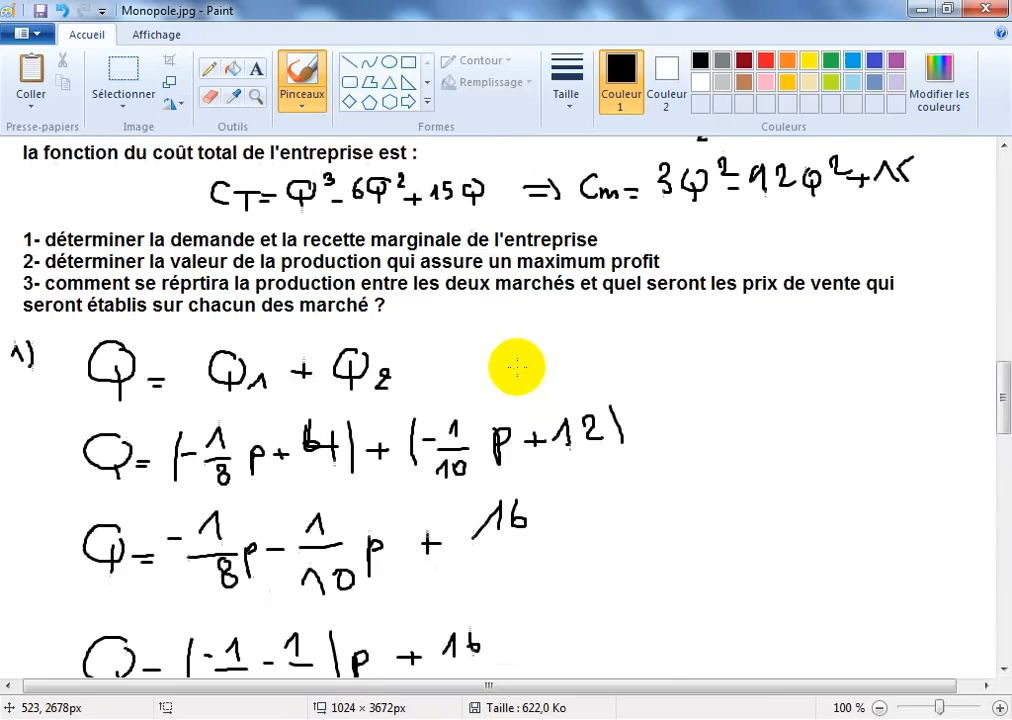 Monopole.jpg - Paint
Accueil Affichage
Coller
Sélectionner
Pinceaux
Contour
Remplissage
Taille
Couleur 1
Couleur 2
Modifier les couleurs
Presse-papiers Image Outils Formes Couleurs
la fonction du coût total de l'entreprise est :
CT = Q³ - 6Q² + 15Q => Cm = 3Q² - 12Q² + 15
1- déterminer la demande et la recette marginale de l'entreprise
2- déterminer la valeur de la production qui assure un maximum profit
3- comment se réprtira la production entre les deux marchés et quel seront les prix de vente qui
seront établis sur chacun des marché ?
1) Q = Q1 + Q2
Q = (-1/8 p + 4) + (-1/10 p + 12)
Q = -1/8 p - 1/10 p + 16
Q = (-1 - 1) p + 16
523, 2678px 1024 × 3672px Taille : 622,0 Ko 100 %